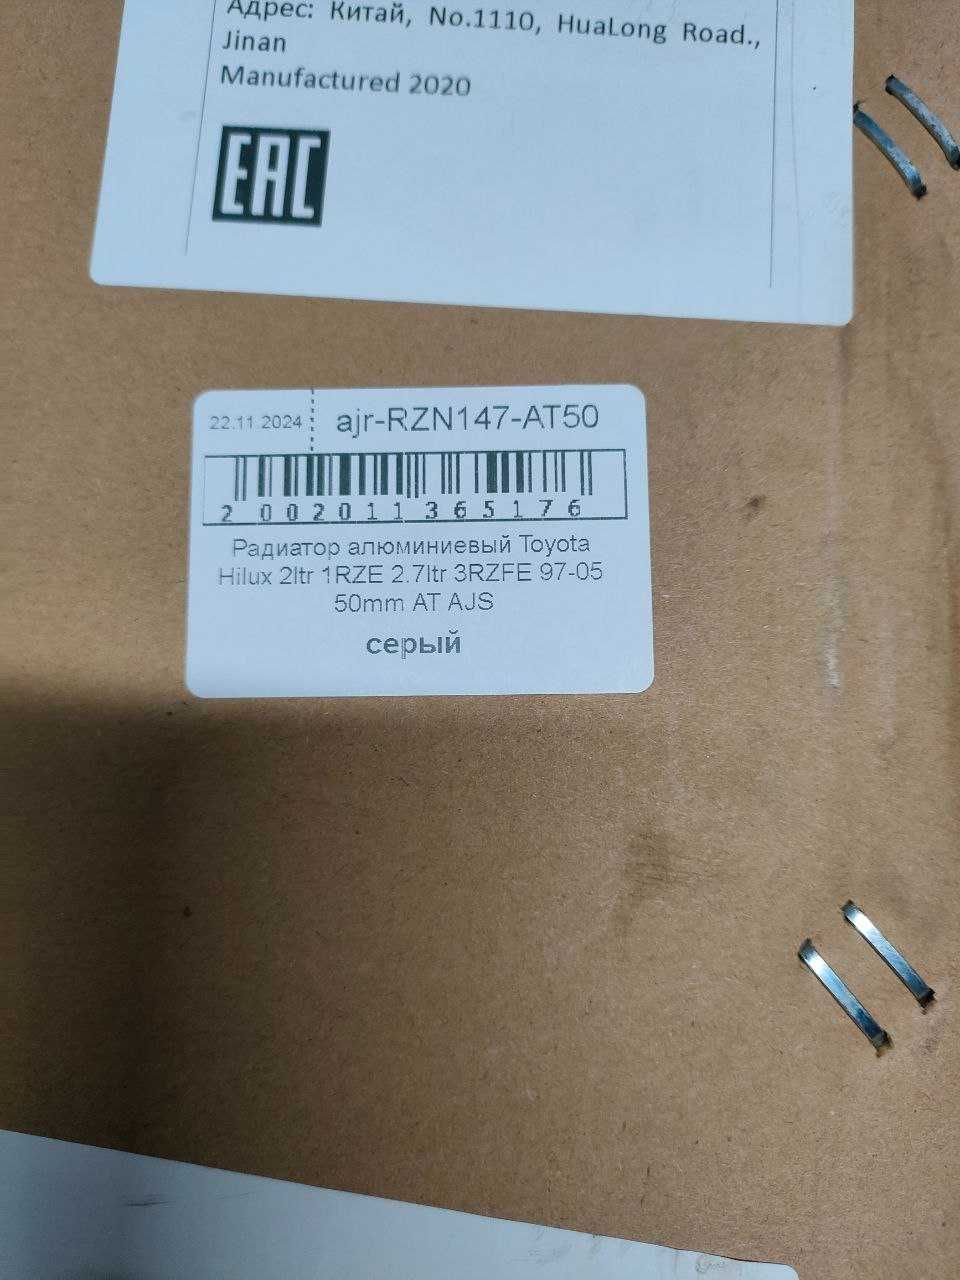 Адрес: Китай, No.1110, HuaLong Road.,
Jinan
Manufactured 2020
EAC
22.11.2024 ajr-RZN147-AT50
2 002011 365176
Радиатор алюминиевый Toyota
Hilux 2ltr 1RZE 2.7ltr 3RZFE 97-05
50mm AT AJS
серый